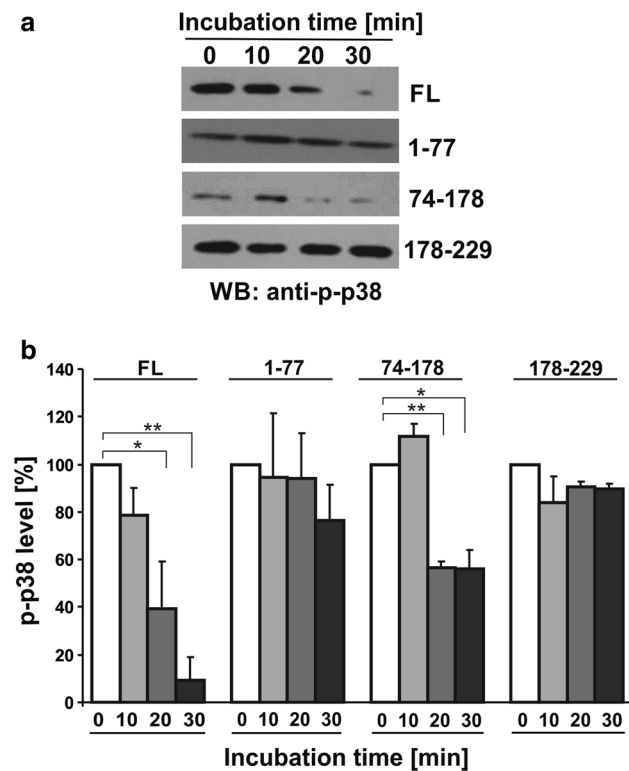 a
Incubation time [min]
0 10 20 30
FL
1-77
74-178
178-229
WB: anti-p-p38
b
FL 1-77 74-178 178-229
p-p38 level [%]
140
120
100
80
60
40
20
0
**
*
*
**
0 10 20 30 0 10 20 30 0 10 20 30 0 10 20 30
Incubation time [min]